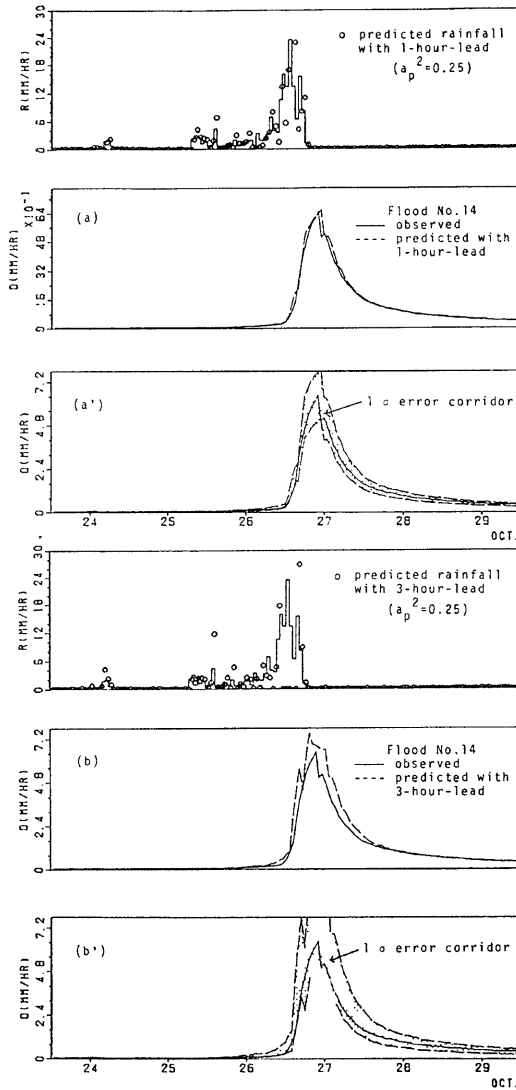 30
24
18
12
6
0
R(MM/HR)
o predicted rainfall
with 1-hour-lead
(ap²=0.25)
64
48
32
16
0
Q(MM/HR) X(10⁻¹)
(a)
Flood No.14
observed
predicted with
1-hour-lead
7.2
4.8
2.4
0
Q(MM/HR)
(a')
1 σ error corridor
24
25
26
27
28
29
OCT.
30
24
18
12
6
0
R(MM/HR)
o predicted rainfall
with 3-hour-lead
(ap²=0.25)
7.2
4.8
2.4
0
Q(MM/HR)
(b)
Flood No.14
observed
predicted with
3-hour-lead
7.2
4.8
2.4
0
Q(MM/HR)
(b')
1 σ error corridor
24
25
26
27
28
29
OCT.